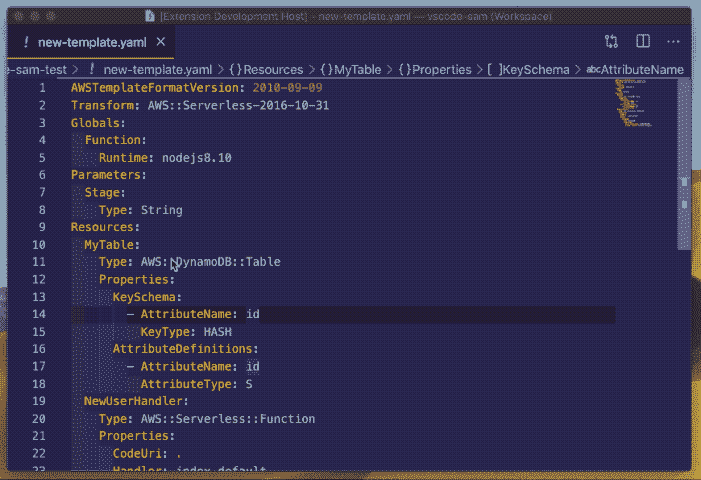 [Extension Development Host] - new-template.yaml — vscode-sam (Workspace)
! new-template.yaml ×
e-sam-test > ! new-template.yaml > {} Resources > {} MyTable > {} Properties > [ ] KeySchema > abc AttributeName
1 AWSTemplateFormatVersion: 2010-09-09
2 Transform: AWS::Serverless-2016-10-31
3 Globals:
4 Function:
5 Runtime: nodejs8.10
6 Parameters:
7 Stage:
8 Type: String
9 Resources:
10 MyTable:
11 Type: AWS::DynamoDB::Table
12 Properties:
13 KeySchema:
14 - AttributeName: id
15 KeyType: HASH
16 AttributeDefinitions:
17 - AttributeName: id
18 AttributeType: S
19 NewUserHandler:
20 Type: AWS::Serverless::Function
21 Properties:
22 CodeUri: .
23 Handler: index.default